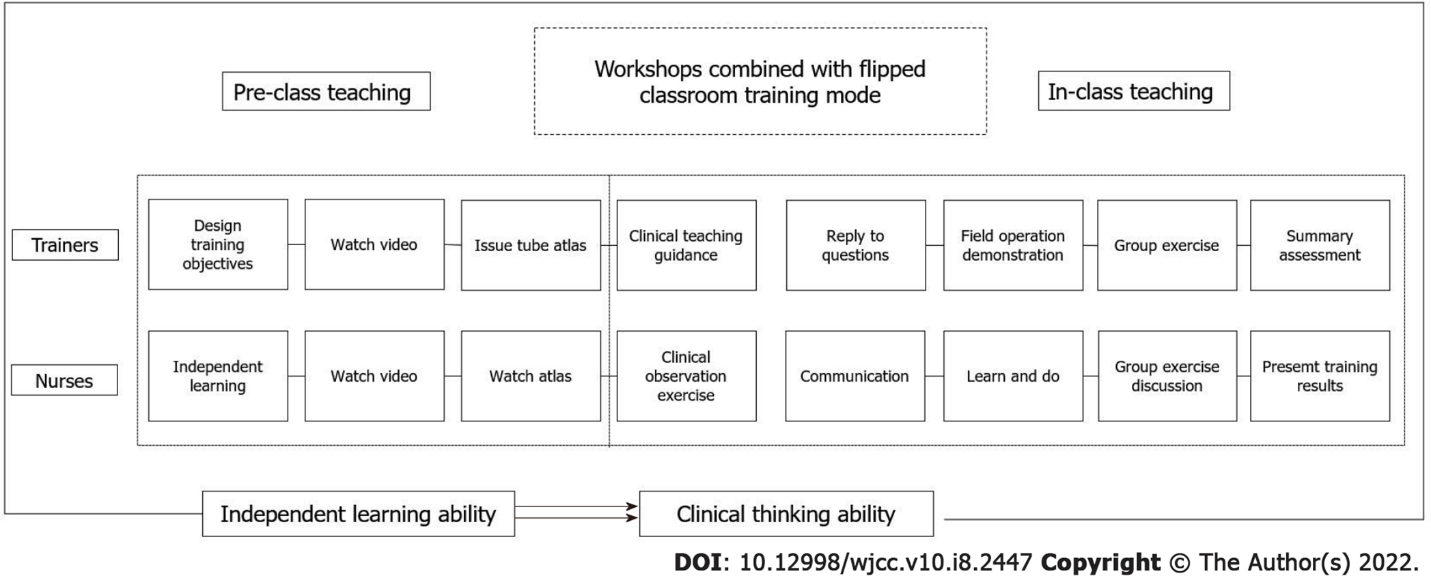 Workshops combined with flipped
classroom training mode
Pre-class teaching
In-class teaching
Trainers
Design
training
objectives
Watch video
Issue tube atlas
Clinical teaching
guidance
Reply to
questions
Field operation
demonstration
Group exercise
Summary
assessment
Nurses
Independent
learning
Watch video
Watch atlas
Clinical
observation
exercise
Communication
Learn and do
Group exercise
discussion
Presemt training
results
Independent learning ability
Clinical thinking ability
DOI: 10.12998/wjcc.v10.i8.2447 Copyright © The Author(s) 2022.